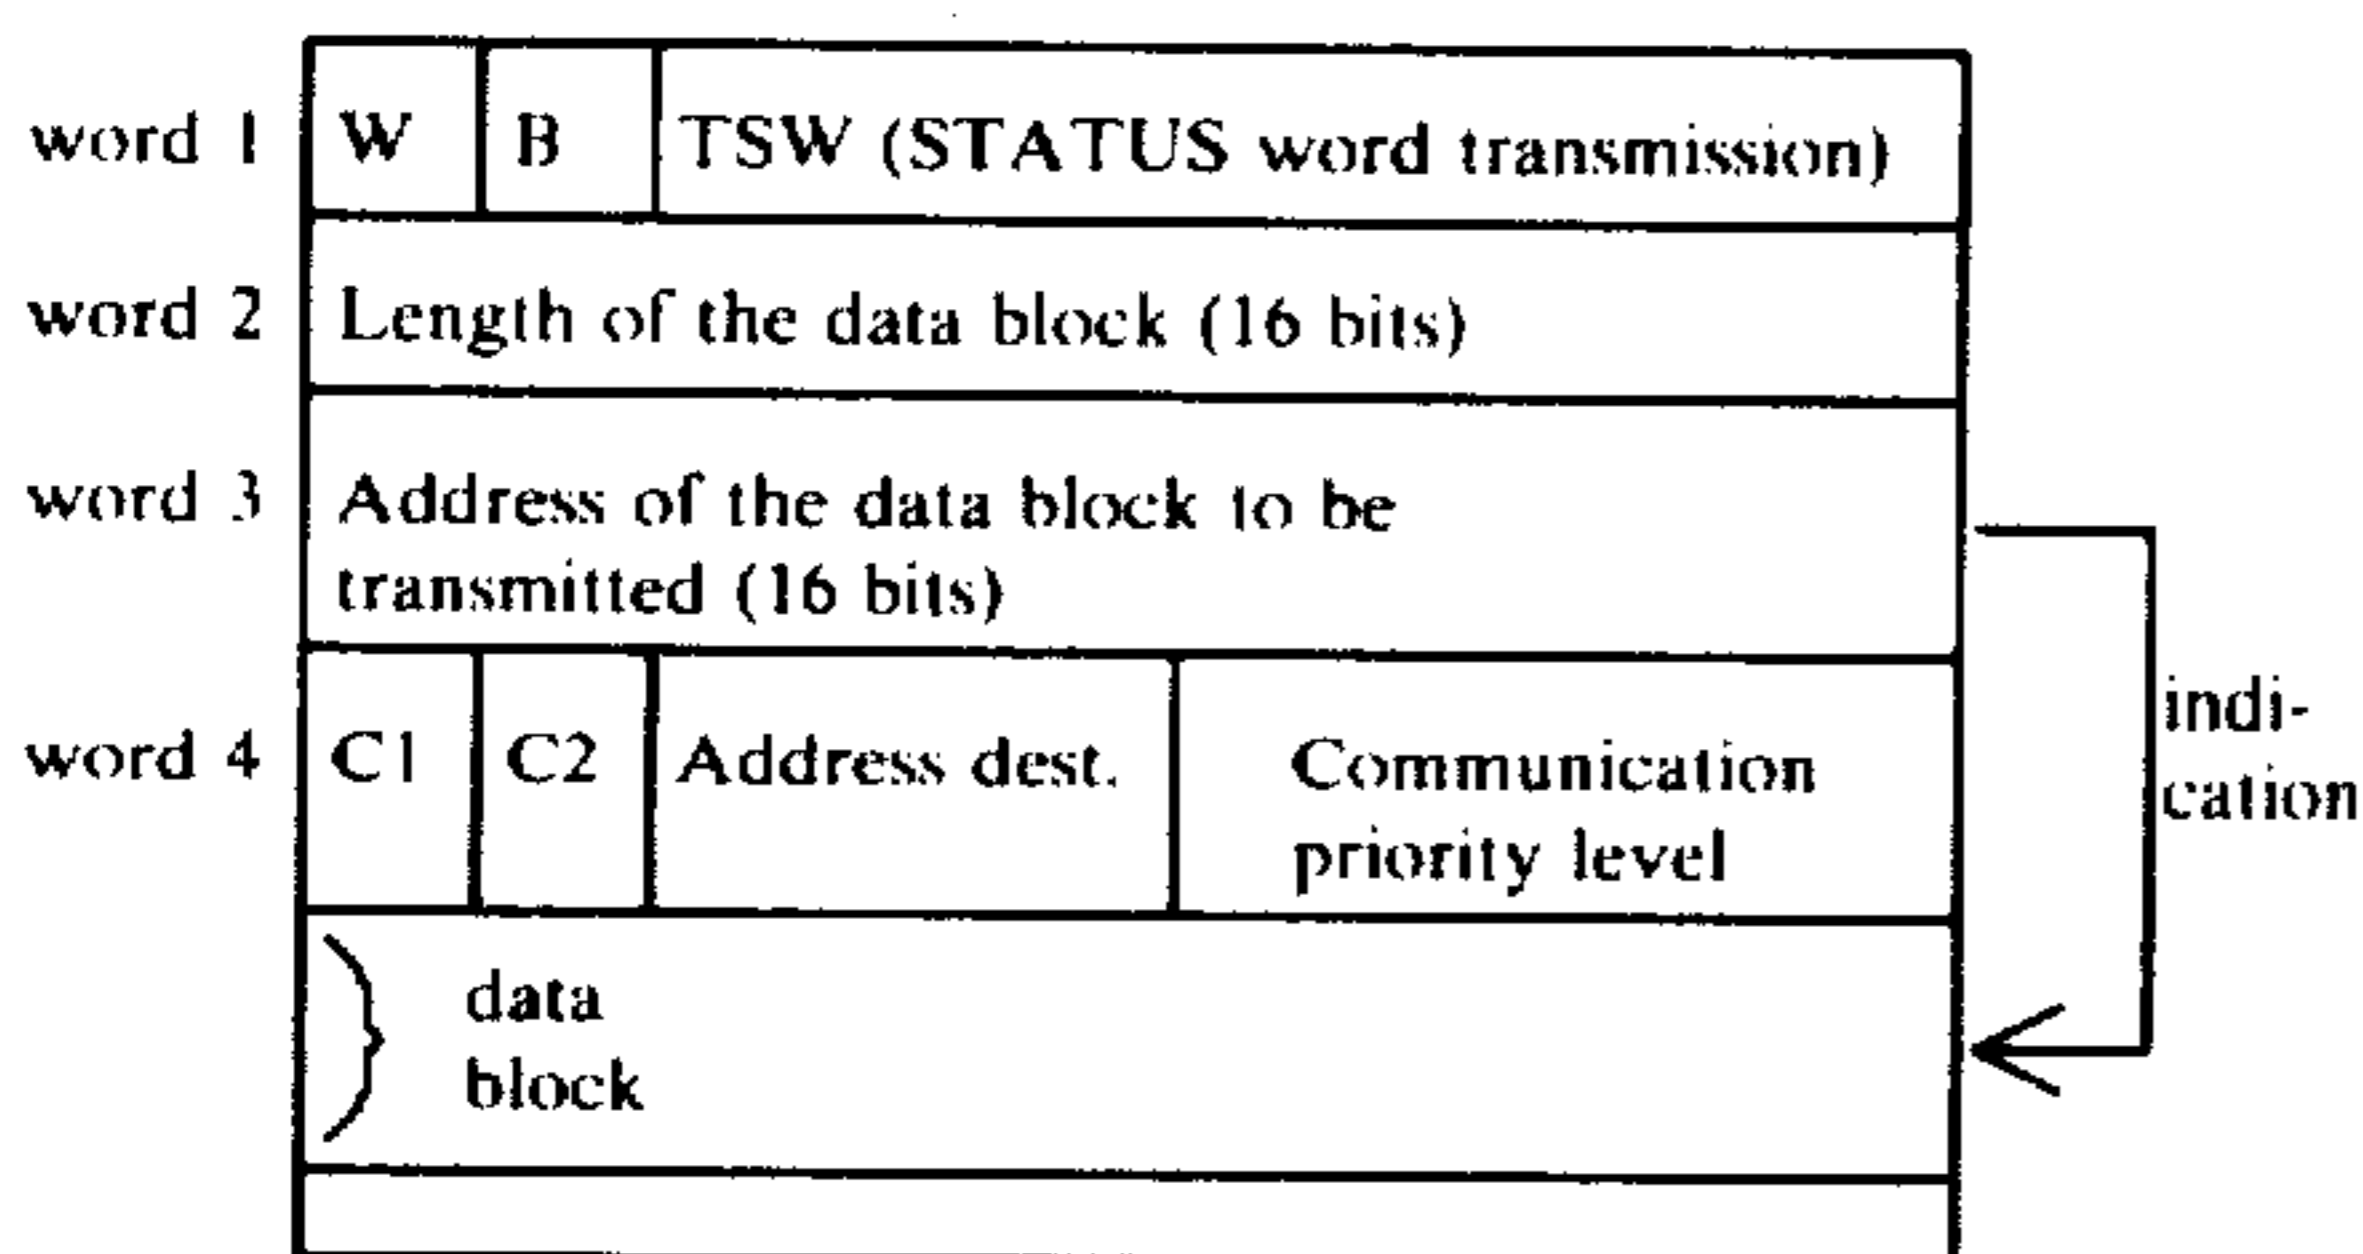 word 1 W B TSW (STATUS word transmission)
word 2 Length of the data block (16 bits)
word 3 Address of the data block to be
transmitted (16 bits)
indi-
cation
word 4 C1 C2 Address dest. Communication
priority level
data
block